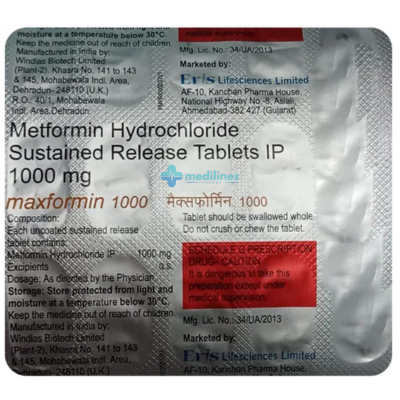 moisture at a temperature below 30°C.
Keep the medicine out of reach of children.
Manufactured in India by:
Windlas Biotech Limited
(Plant-2), Khasra No. 141 to 143
& 145, Mohabewala Indl. Area,
Dehradun- 248110 (U.K.)
R.O.: 40/1, Mohabewala
Indl. Area, Dehradun.
Mfg. Lic. No.: 34/UA/2013
Marketed by:
Eris Lifesciences Limited
AF-10, Kanchan Pharma House,
National Highway No. -8, Aslali,
Ahmedabad-382 427 (Gujarat)
Metformin Hydrochloride
Sustained Release Tablets IP
1000 mg
medilines
maxformin 1000 मैक्सफोर्मिन 1000
Composition:
Each uncoated sustained release
tablet contains:
Metformin Hydrochloride IP 1000 mg
Excipients q.s.
Dosage: As directed by the Physician.
Storage: Store protected from light and
moisture at a temperature below 30°C.
Keep the medicine out of reach of children.
Manufactured in India by:
Windlas Biotech Limited
(Plant-2), Khasra No. 141 to 143
& 145, Mohabewala Indl. Area,
Dehradun- 248110 (U.K.)
Tablet should be swallowed whole.
Do not crush or chew the tablet.
SCHEDULE G PRESCRIPTION
DRUG- CAUTION
It is dangerous to take this
preparation except under
medical supervision.
Mfg. Lic. No.: 34/UA/2013
Marketed by:
Eris Lifesciences Limited
AF-10, Kanchan Pharma House,